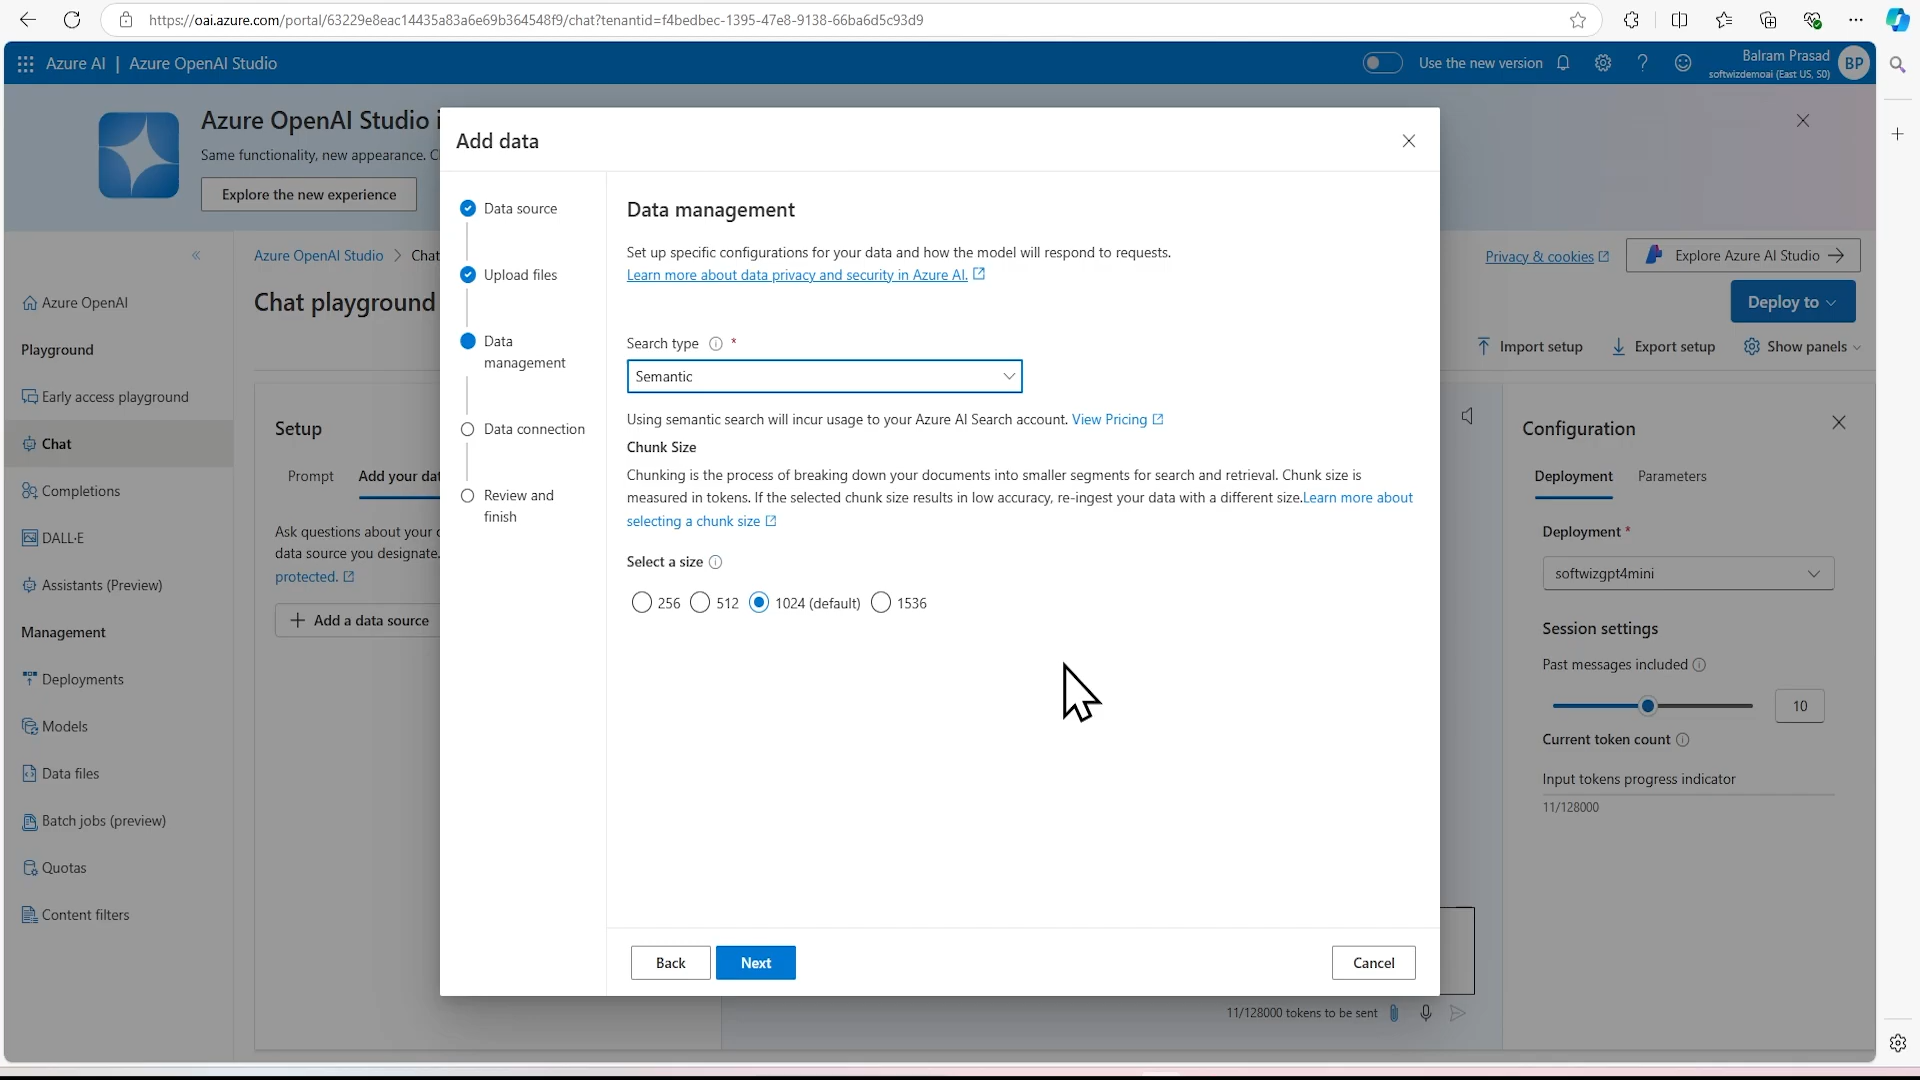 https://oai.azure.com/portal/63229e8eac14435a83a6e69b364548f9/chat?tenantid=f4bedbec-1395-47e8-9138-66ba6d5c93d9
Azure AI | Azure OpenAI Studio
Use the new version
Balram Prasad
softwizdemoai (East US, S0)
BP
Azure OpenAI Studio i
Same functionality, new appearance. C
Explore the new experience
Azure OpenAI
Playground
Early access playground
Chat
Completions
DALL·E
Assistants (Preview)
Management
Deployments
Models
Data files
Batch jobs (preview)
Quotas
Content filters
Azure OpenAI Studio > Chat
Chat playground
Privacy & cookies
Explore Azure AI Studio
Deploy to
Import setup
Export setup
Show panels
Setup
Prompt
Add your dat
Ask questions about your
data source you designate.
protected.
Add a data source
Add data
Data source
Upload files
Data
management
Data connection
Review and
finish
Data management
Set up specific configurations for your data and how the model will respond to requests.
Learn more about data privacy and security in Azure AI.
Search type *
Semantic
Using semantic search will incur usage to your Azure AI Search account. View Pricing
Chunk Size
Chunking is the process of breaking down your documents into smaller segments for search and retrieval. Chunk size is
measured in tokens. If the selected chunk size results in low accuracy, re-ingest your data with a different size.Learn more about
selecting a chunk size
Select a size
256
512
1024 (default)
1536
Back
Next
Cancel
11/128000 tokens to be sent
Configuration
Deployment
Parameters
Deployment *
softwizgpt4mini
Session settings
Past messages included
10
Current token count
Input tokens progress indicator
11/128000